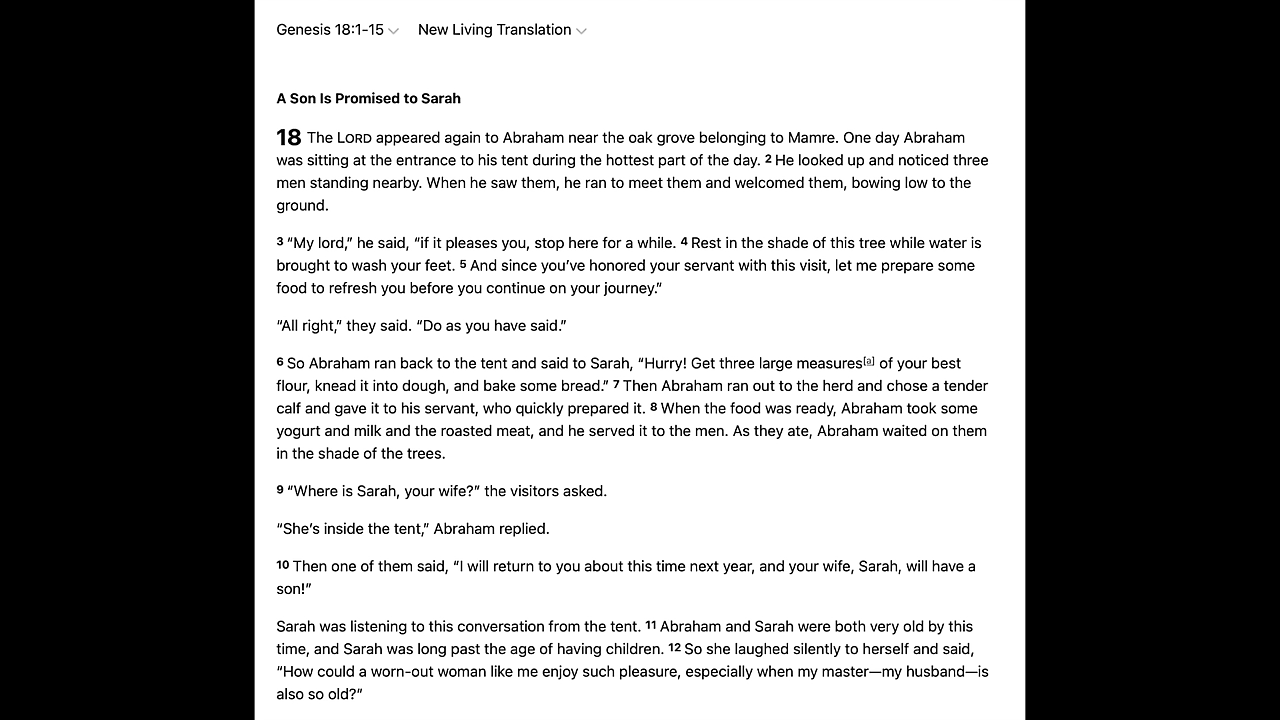 Genesis 18:1-15 New Living Translation
A Son Is Promised to Sarah
18 The LORD appeared again to Abraham near the oak grove belonging to Mamre. One day Abraham
was sitting at the entrance to his tent during the hottest part of the day. 2 He looked up and noticed three
men standing nearby. When he saw them, he ran to meet them and welcomed them, bowing low to the
ground.
3 “My lord,” he said, “if it pleases you, stop here for a while. 4 Rest in the shade of this tree while water is
brought to wash your feet. 5 And since you’ve honored your servant with this visit, let me prepare some
food to refresh you before you continue on your journey.”
“All right,” they said. “Do as you have said.”
6 So Abraham ran back to the tent and said to Sarah, “Hurry! Get three large measures[a] of your best
flour, knead it into dough, and bake some bread.” 7 Then Abraham ran out to the herd and chose a tender
calf and gave it to his servant, who quickly prepared it. 8 When the food was ready, Abraham took some
yogurt and milk and the roasted meat, and he served it to the men. As they ate, Abraham waited on them
in the shade of the trees.
9 “Where is Sarah, your wife?” the visitors asked.
“She’s inside the tent,” Abraham replied.
10 Then one of them said, “I will return to you about this time next year, and your wife, Sarah, will have a
son!”
Sarah was listening to this conversation from the tent. 11 Abraham and Sarah were both very old by this
time, and Sarah was long past the age of having children. 12 So she laughed silently to herself and said,
“How could a worn-out woman like me enjoy such pleasure, especially when my master—my husband—is
also so old?”